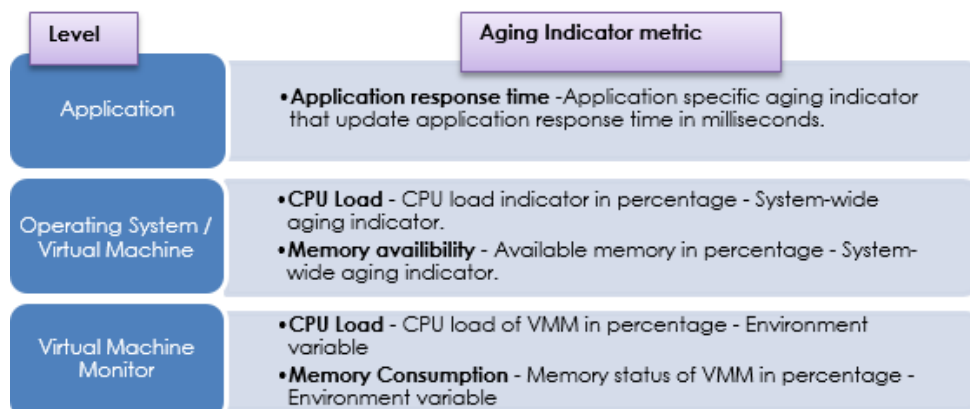 Level
Aging Indicator metric
Application
•Application response time -Application specific aging indicator
that update application response time in milliseconds.
Operating System /
Virtual Machine
•CPU Load - CPU load indicator in percentage - System-wide
aging indicator.
•Memory availibility - Available memory in percentage - System-
wide aging indicator.
Virtual Machine
Monitor
•CPU Load - CPU load of VMM in percentage - Environment
variable
•Memory Consumption - Memory status of VMM in percentage -
Environment variable